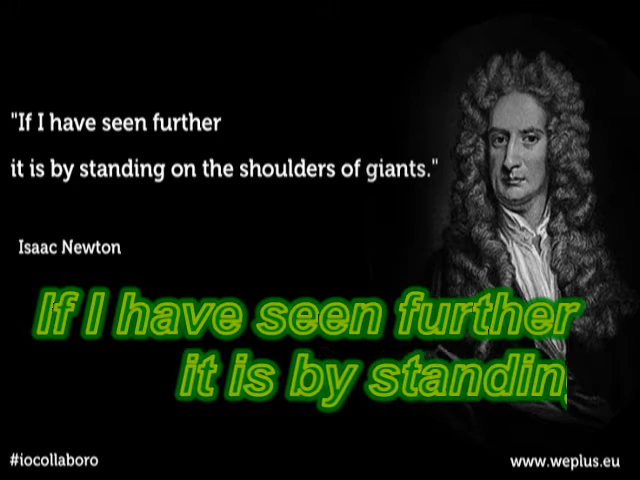 "If I have seen further
it is by standing on the shoulders of giants."
Isaac Newton
If I have seen further
it is by standin
#iocollaboro
www.weplus.eu